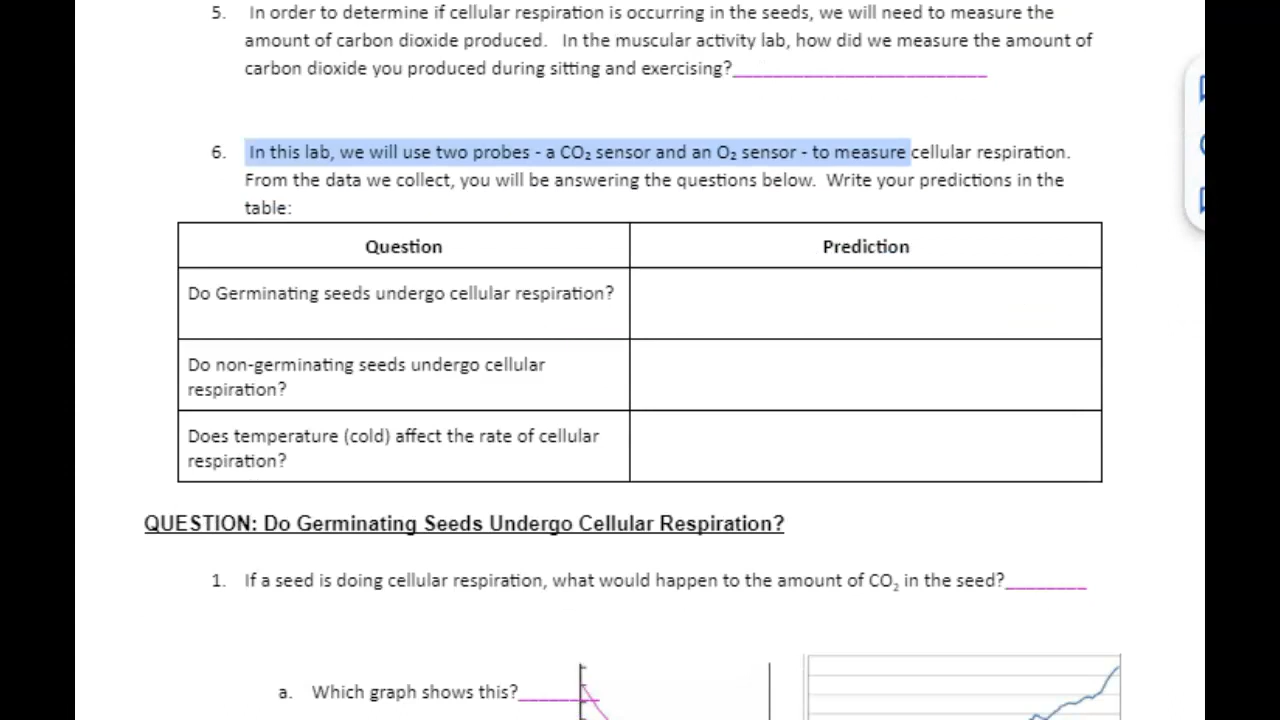 5. In order to determine if cellular respiration is occurring in the seeds, we will need to measure the
amount of carbon dioxide produced. In the muscular activity lab, how did we measure the amount of
carbon dioxide you produced during sitting and exercising?_________________________
6. In this lab, we will use two probes - a CO₂ sensor and an O₂ sensor - to measure cellular respiration.
From the data we collect, you will be answering the questions below. Write your predictions in the
table:
Question Prediction
Do Germinating seeds undergo cellular respiration?
Do non-germinating seeds undergo cellular
respiration?
Does temperature (cold) affect the rate of cellular
respiration?
QUESTION: Do Germinating Seeds Undergo Cellular Respiration?
1. If a seed is doing cellular respiration, what would happen to the amount of CO₂ in the seed?________
a. Which graph shows this?________